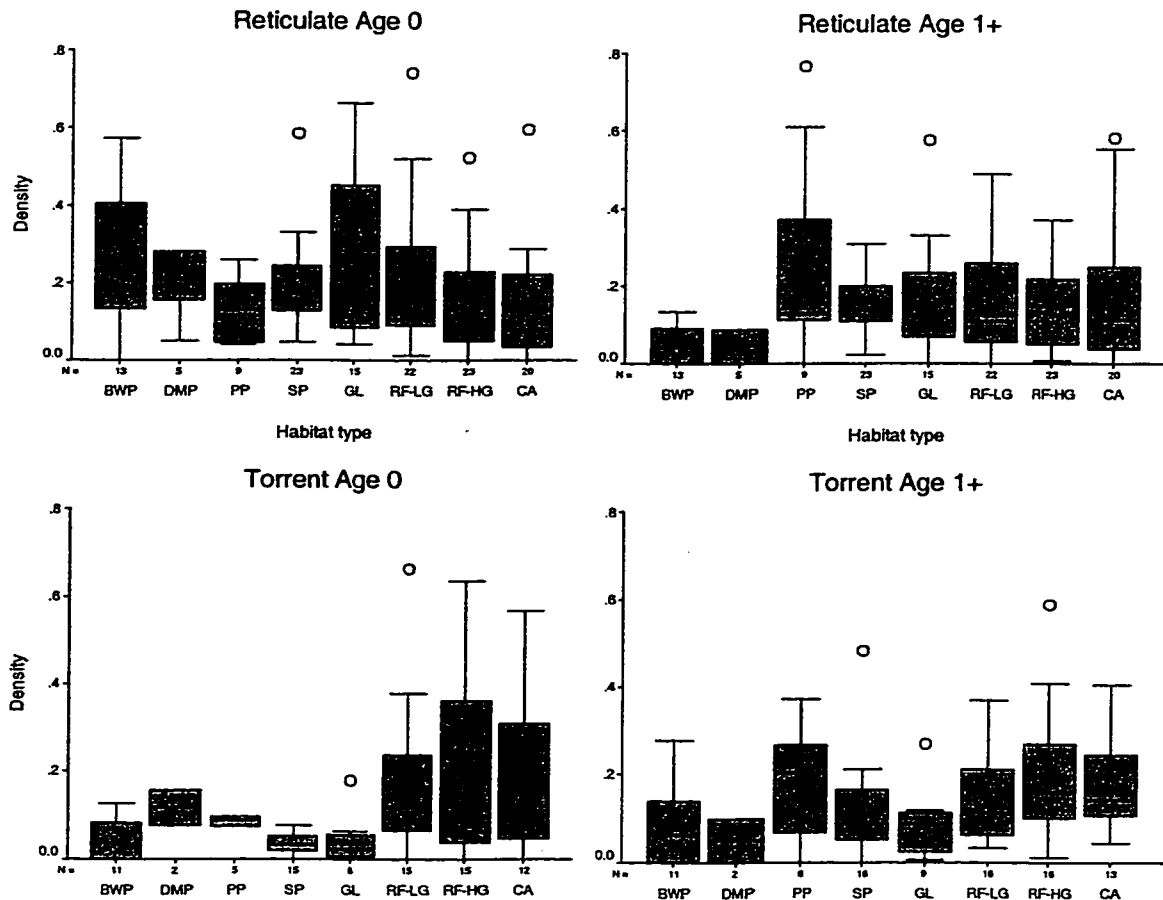 Reticulate Age 0
.8
.6
.4
.2
0.0
Density
N = 13 5 9 23 15 22 23 20
BWP DMP PP SP GL RF-LG RF-HG CA
Habitat type
Reticulate Age 1+
.8
.6
.4
.2
0.0
N = 13 5 9 23 15 22 23 20
BWP DMP PP SP GL RF-LG RF-HG CA
Habitat type
Torrent Age 0
.8
.6
.4
.2
0.0
Density
N = 11 2 5 15 8 15 15 12
BWP DMP PP SP GL RF-LG RF-HG CA
Torrent Age 1+
.8
.6
.4
.2
0.0
N = 11 2 8 16 9 16 16 13
BWP DMP PP SP GL RF-LG RF-HG CA